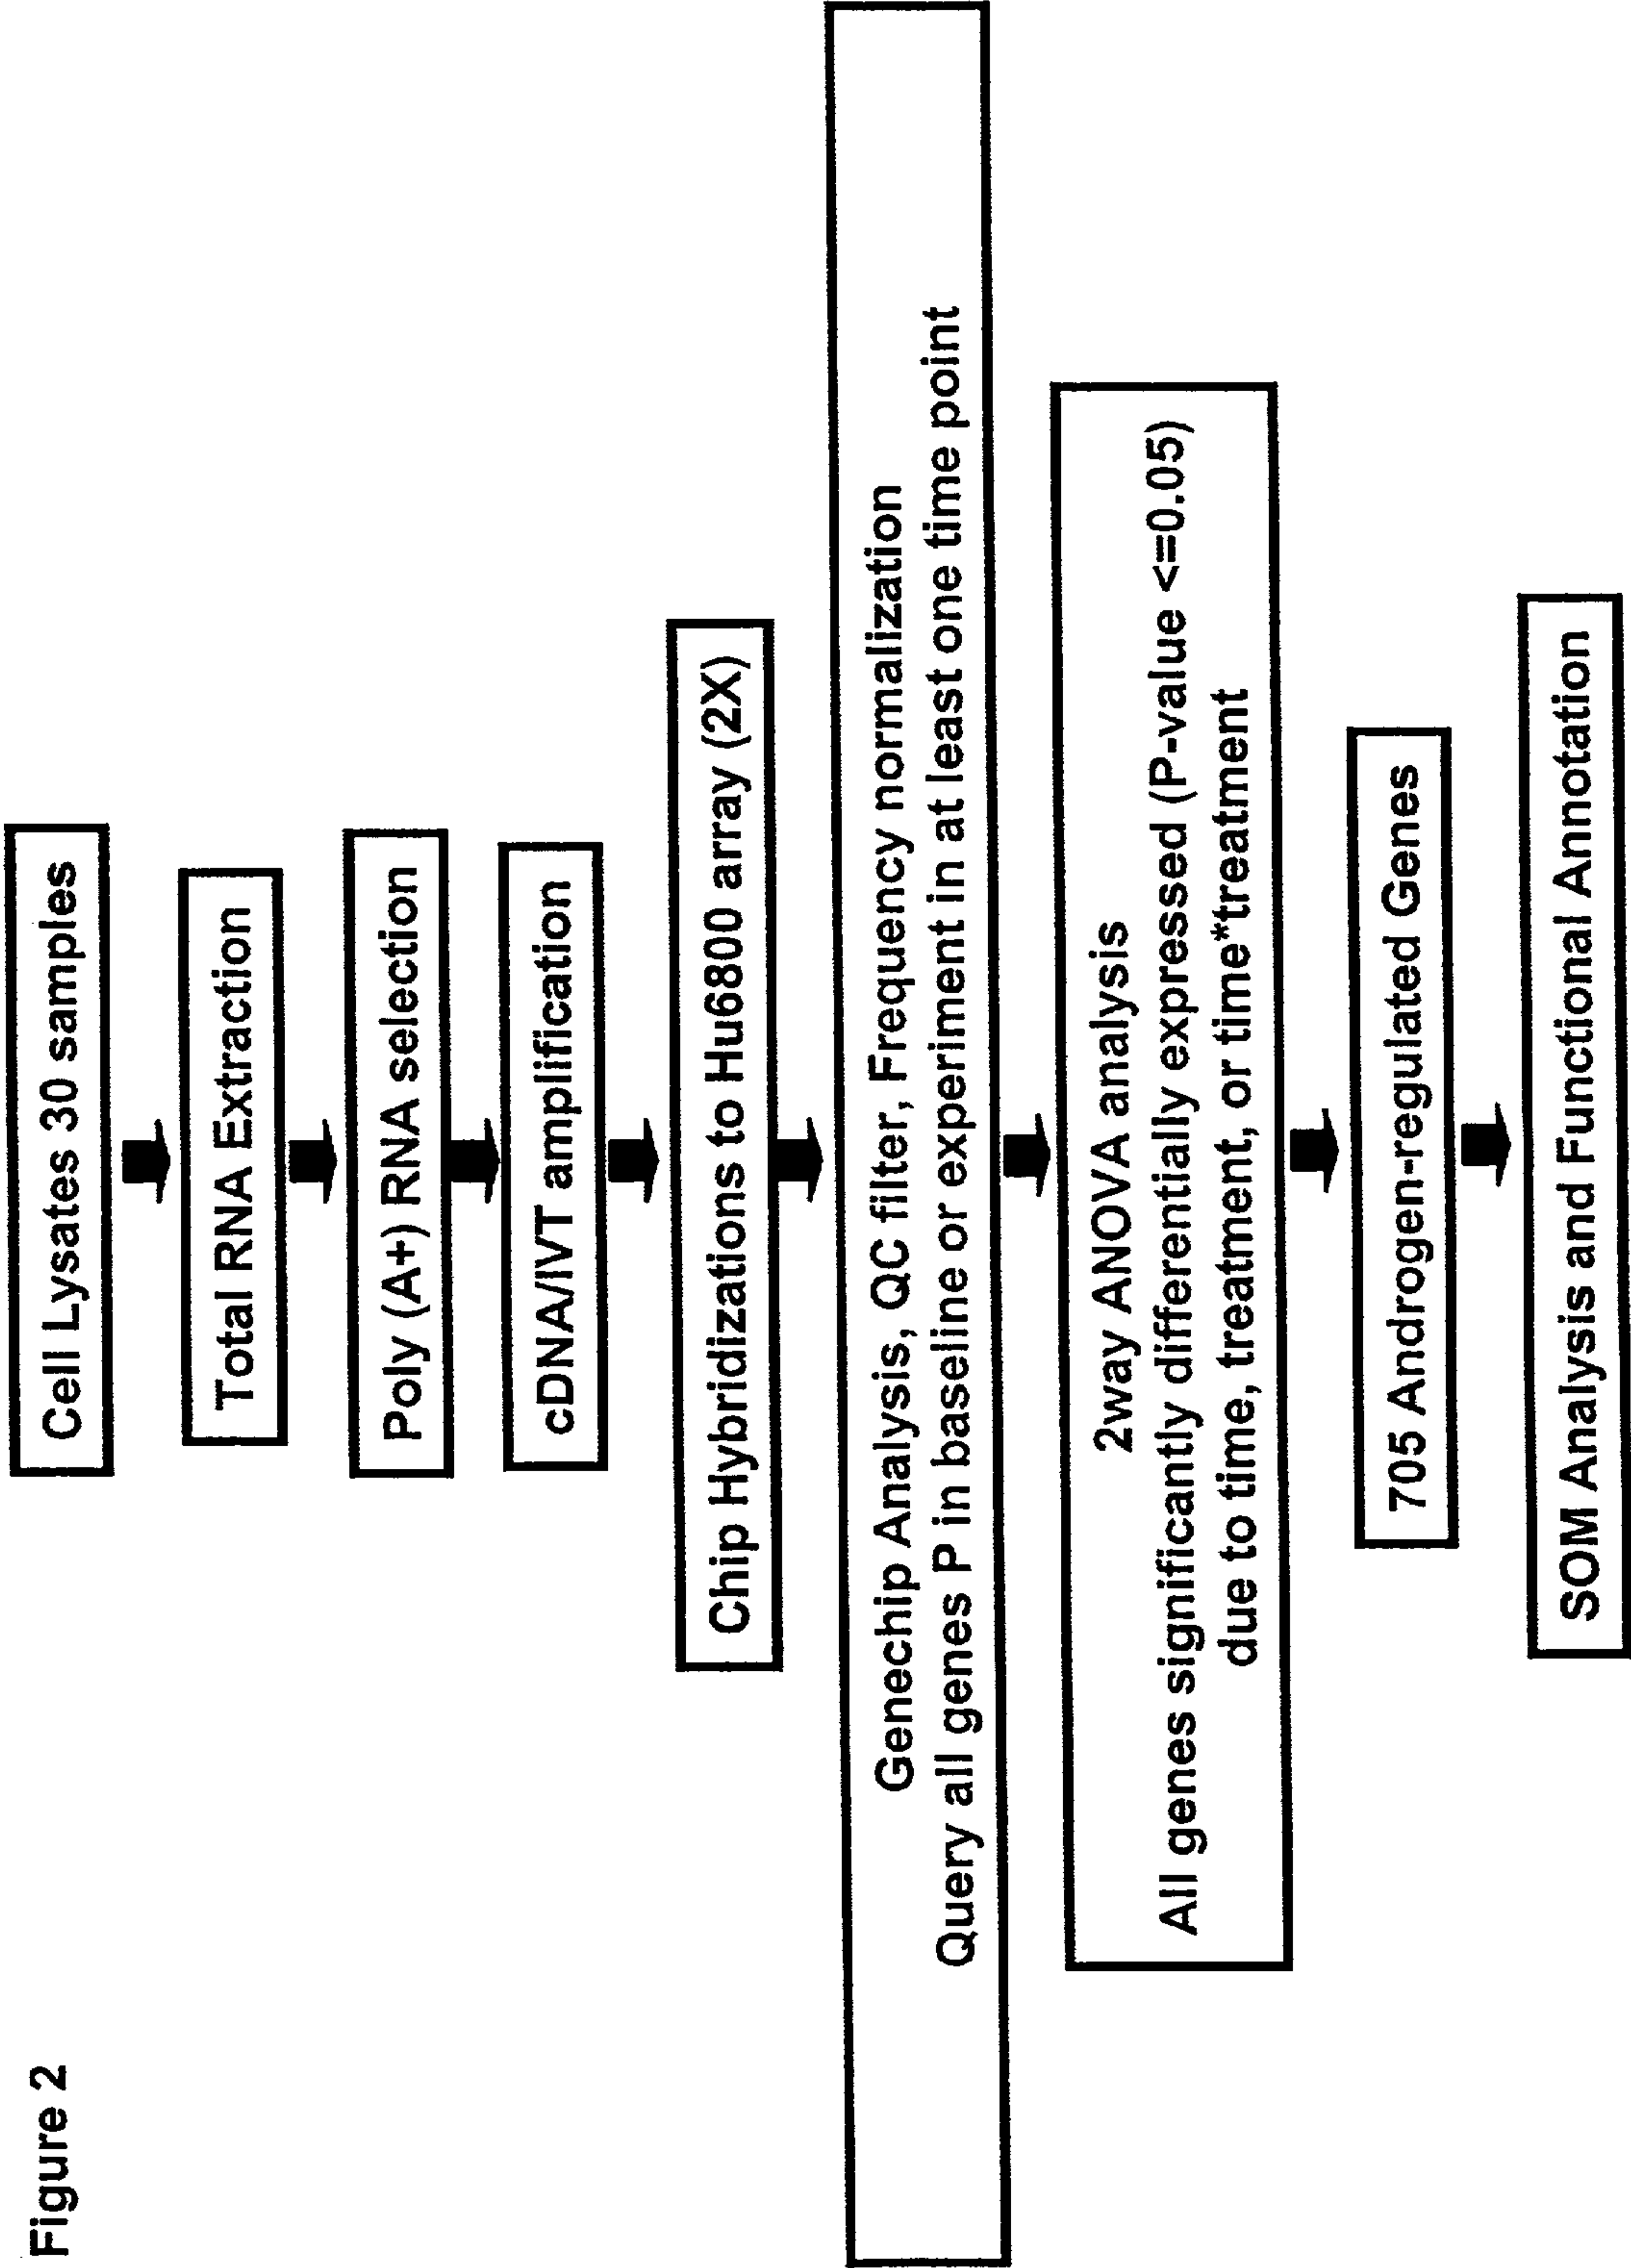 Figure 2
Cell Lysates 30 samples
Total RNA Extraction
Poly (A+) RNA selection
cDNA/IVT amplification
Chip Hybridizations to Hu6800 array (2X)
Genechip Analysis, QC filter, Frequency normalization
Query all genes P in baseline or experiment in at least one time point
2way ANOVA analysis
All genes significantly differentially expressed (P-value <=0.05)
due to time, treatment, or time*treatment
705 Androgen-regulated Genes
SOM Analysis and Functional Annotation